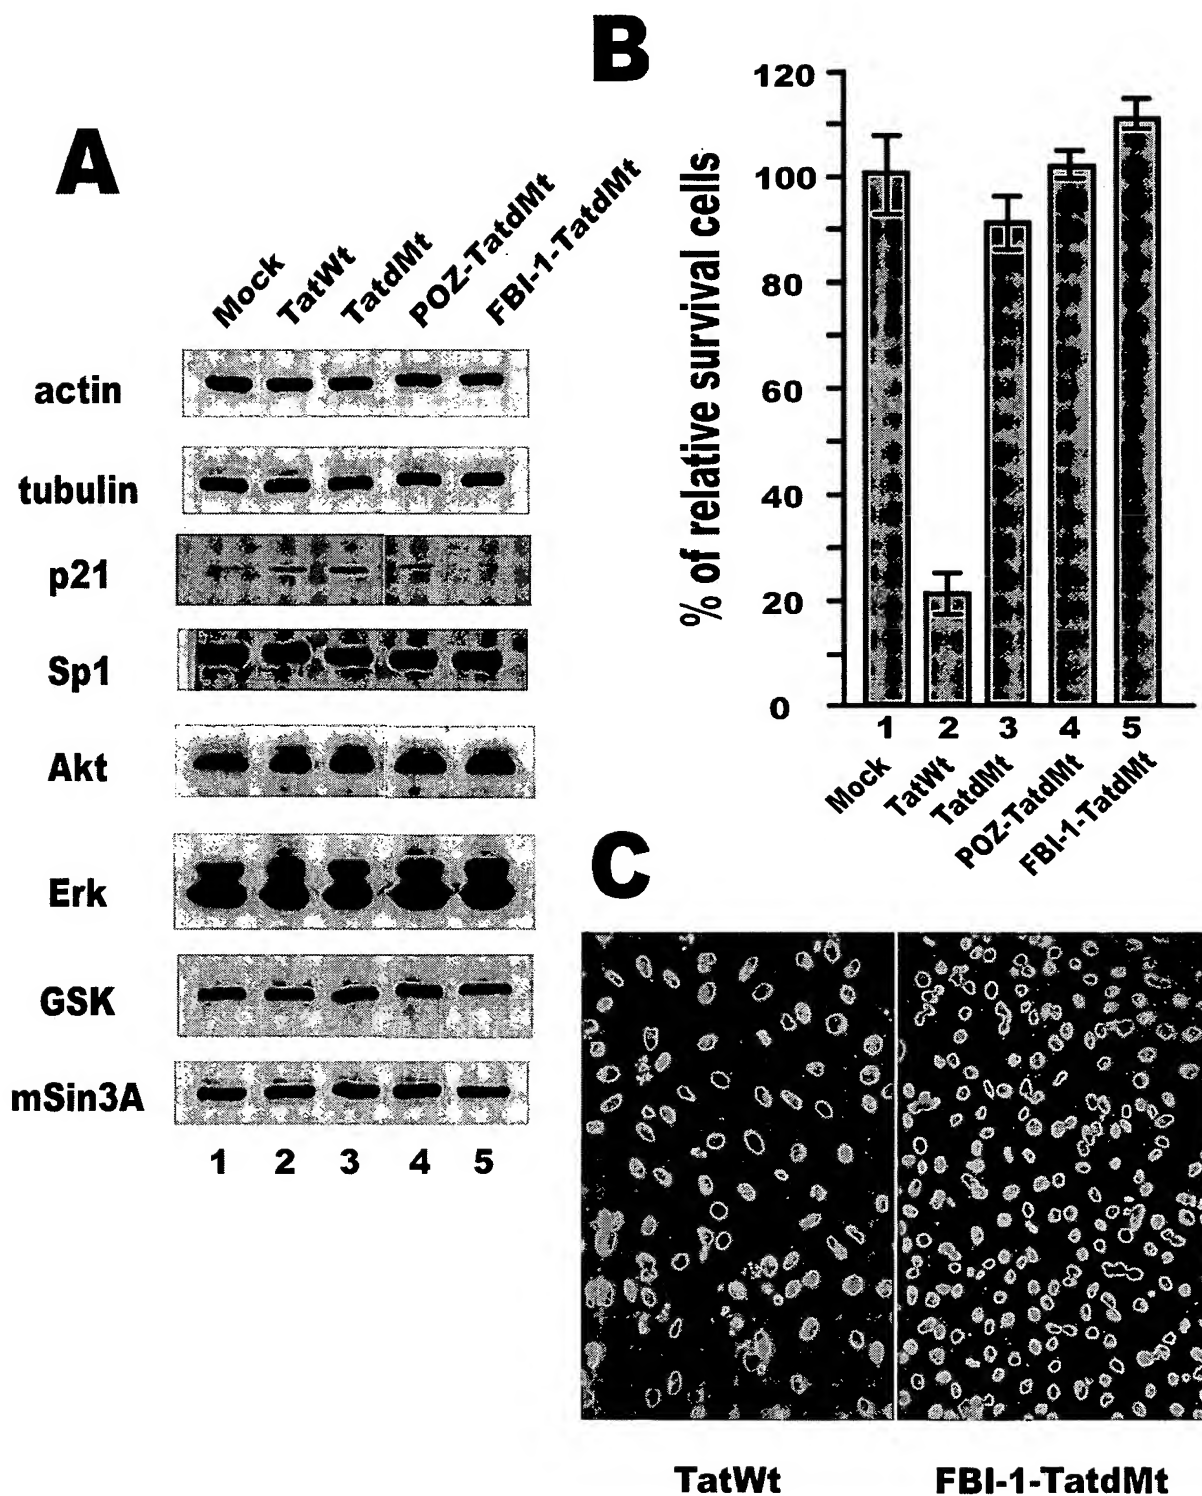 A
Mock
TatWt
TatdMt
POZ-TatdMt
FBI-1-TatdMt
actin
tubulin
p21
Sp1
Akt
Erk
GSK
mSin3A
1 2 3 4 5
B
% of relative survival cells
120
100
80
60
40
20
0
1 2 3 4 5
Mock
TatWt
TatdMt
POZ-TatdMt
FBI-1-TatdMt
C
TatWt FBI-1-TatdMt